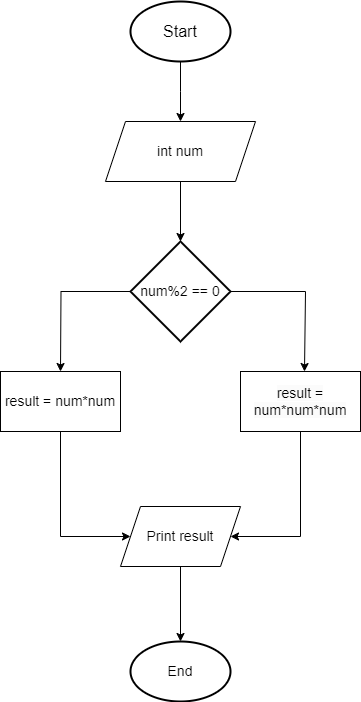 Start
int num
num%2 == 0
result = num*num
result =
num*num*num
Print result
End